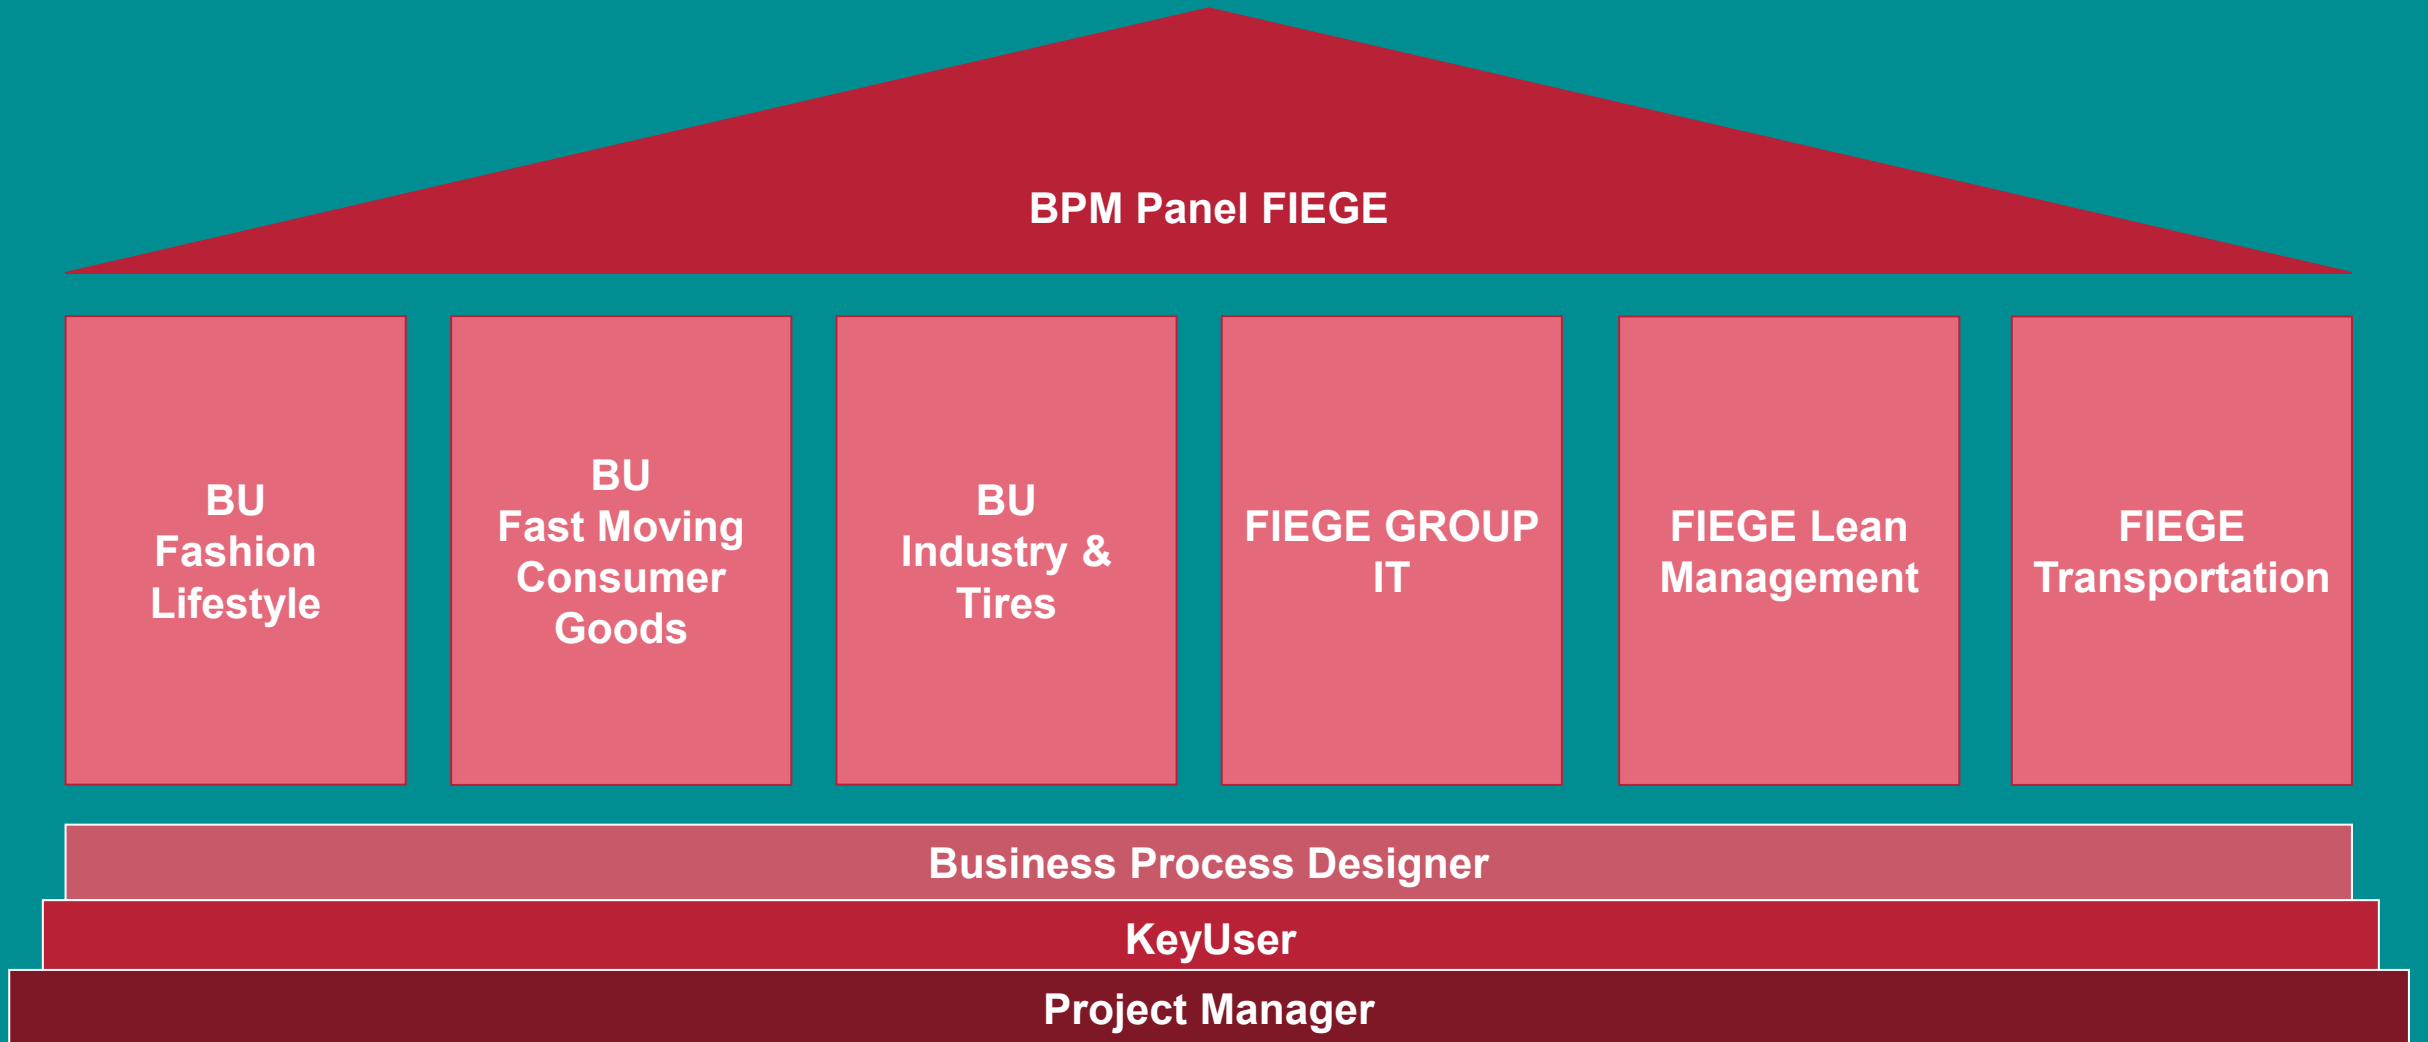 BPM Panel FIEGE
BU
Fashion
Lifestyle
BU
Fast Moving
Consumer
Goods
BU
Industry &
Tires
FIEGE GROUP
IT
FIEGE Lean
Management
FIEGE
Transportation
Business Process Designer
KeyUser
Project Manager